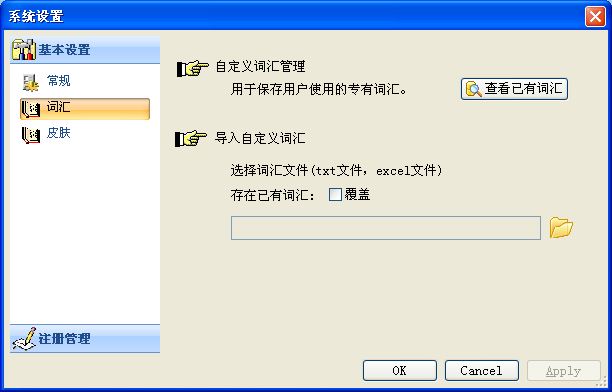 系统设置
基本设置
常规
词汇
皮肤
注册管理
自定义词汇管理
用于保存用户使用的专有词汇。
查看已有词汇
导入自定义词汇
选择词汇文件(txt文件，excel文件)
存在已有词汇：
覆盖
OK
Cancel
Apply